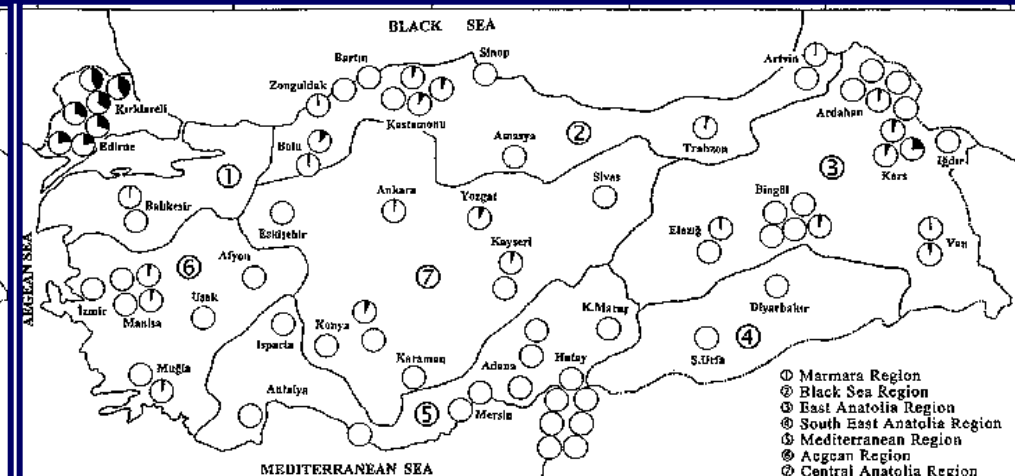 BLACK SEA
Bartın
Sinop
Artvin
Zonguldak
Kırklareli
Kastamonu
Ardahan
Edirne
Bolu
Amasya
②
Trabzon
①
③
Kars
Iğdır
Balıkesir
Ankara
Yozgat
Sivas
Bingöl
Eskişehir
Elazığ
Van
AEGEAN SEA
Kayseri
⑥
Afyon
⑦
İzmir
Manisa
Uşak
K.Maraş
Diyarbakır
Isparta
Konya
Ş.Urfa
④
Muğla
Karaman
Adana
Hatay
Antalya
⑤
Mersin
MEDITERRANEAN SEA
① Marmara Region
② Black Sea Region
③ East Anatolia Region
④ South East Anatolia Region
⑤ Mediterranean Region
⑥ Aegean Region
⑦ Central Anatolia Region